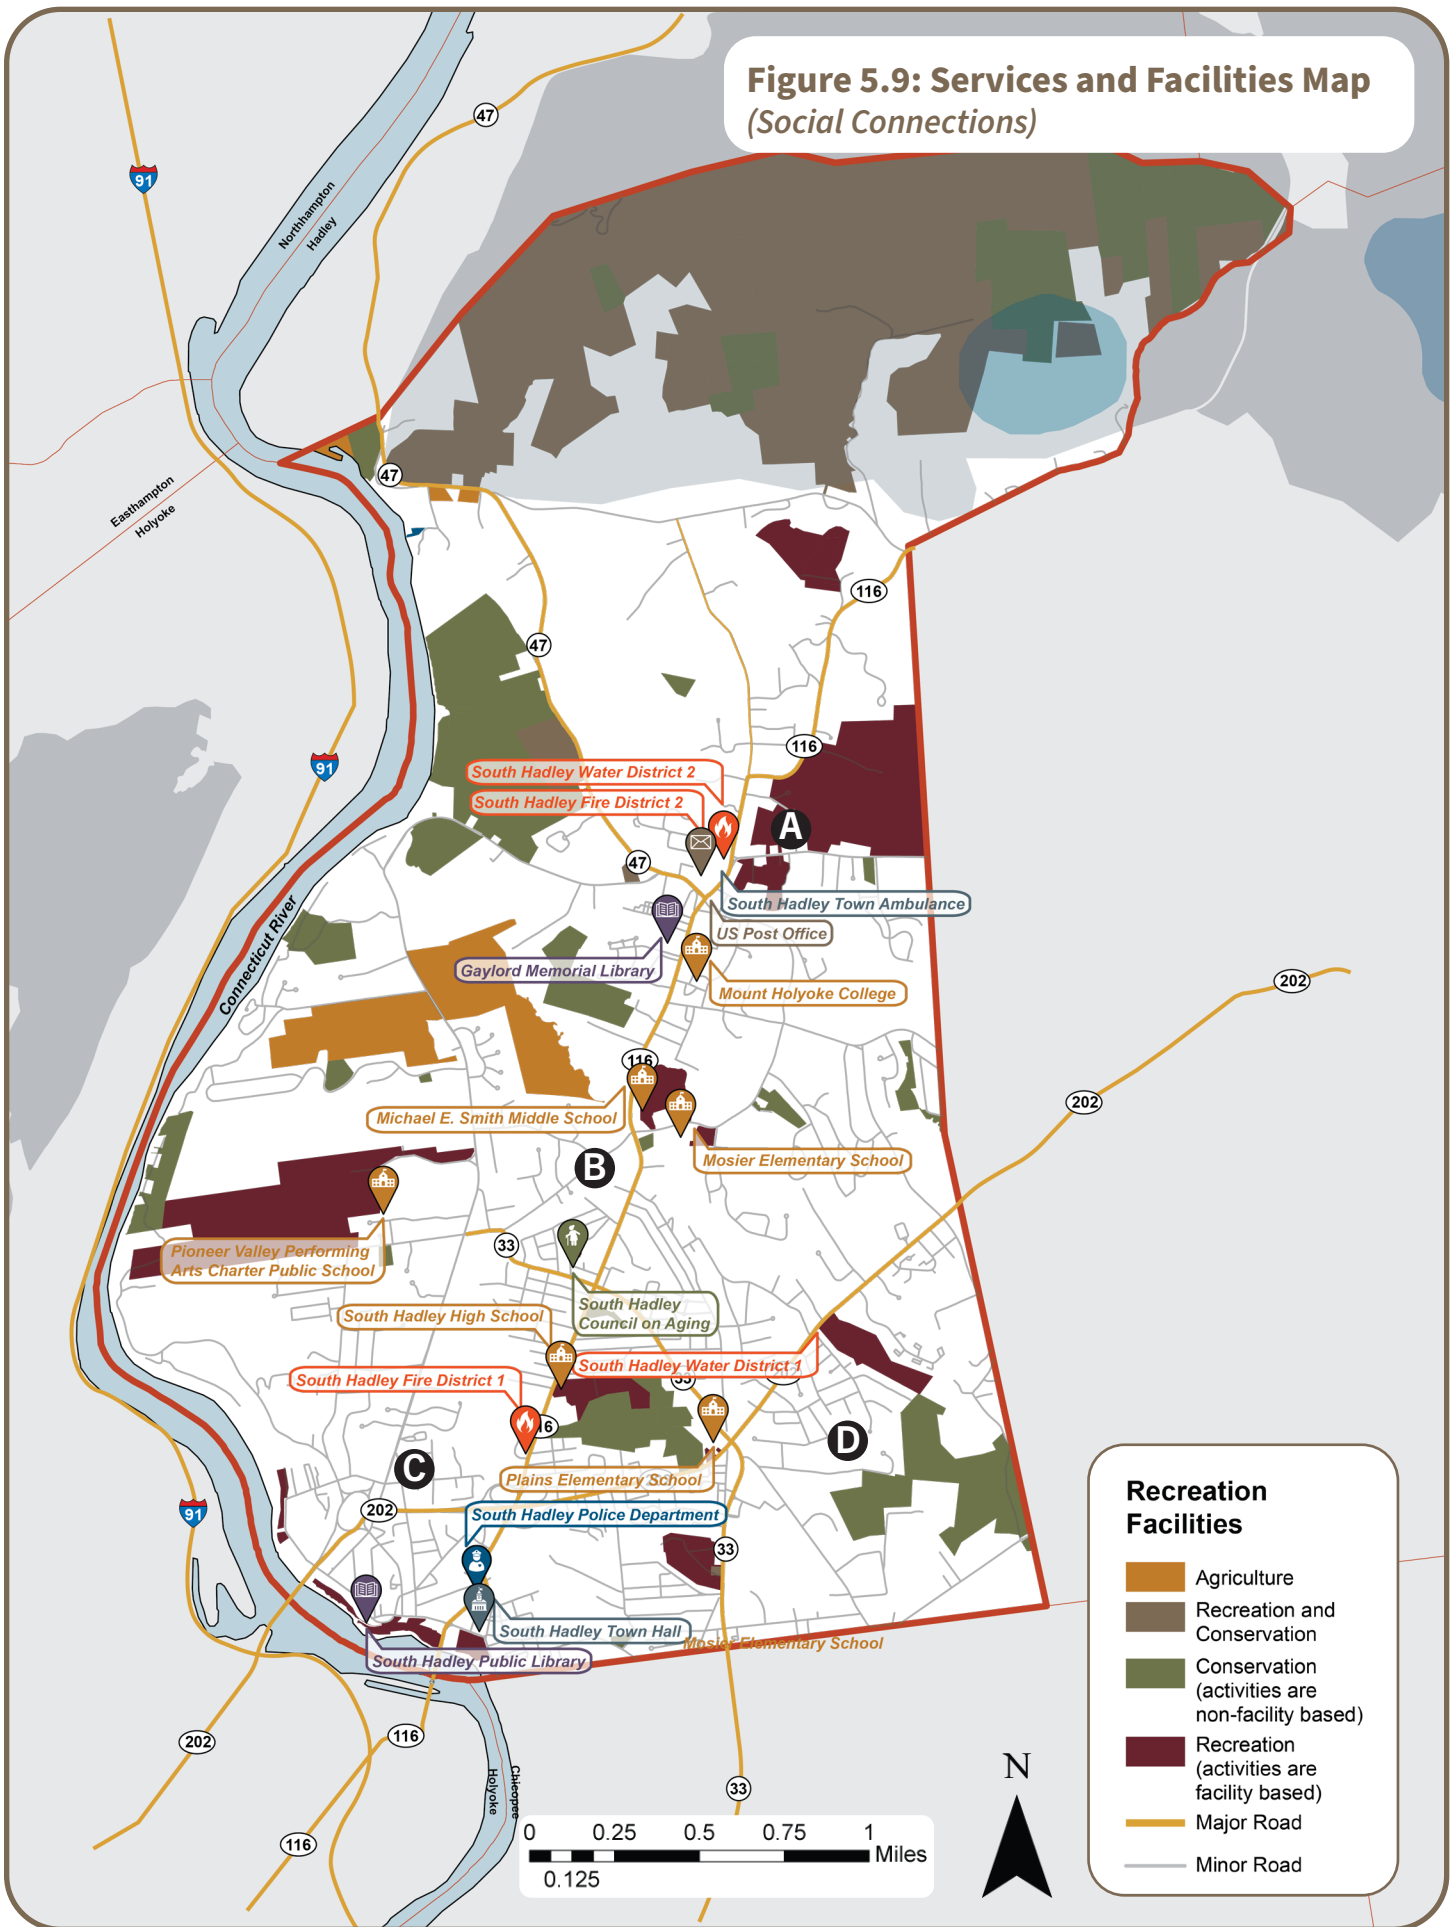 Figure 5.9: Services and Facilities Map
(Social Connections)
47
91
Northhampton
Hadley
47
Easthampton
Holyoke
116
47
91
116
South Hadley Water District 2
South Hadley Fire District 2
A
47
South Hadley Town Ambulance
US Post Office
Gaylord Memorial Library
Mount Holyoke College
Connecticut River
202
116
202
Michael E. Smith Middle School
Mosier Elementary School
B
33
Pioneer Valley Performing
Arts Charter Public School
South Hadley
Council on Aging
South Hadley High School
South Hadley Water District 1
South Hadley Fire District 1
33
16
D
C
Plains Elementary School
202
91
South Hadley Police Department
33
South Hadley Town Hall
Mosier Elementary School
South Hadley Public Library
202
116
Holyoke
Chicopee
33
116
Recreation
Facilities
Agriculture
Recreation and
Conservation
Conservation
(activities are
non-facility based)
Recreation
(activities are
facility based)
Major Road
Minor Road
N
0 0.25 0.5 0.75 1
Miles
0.125